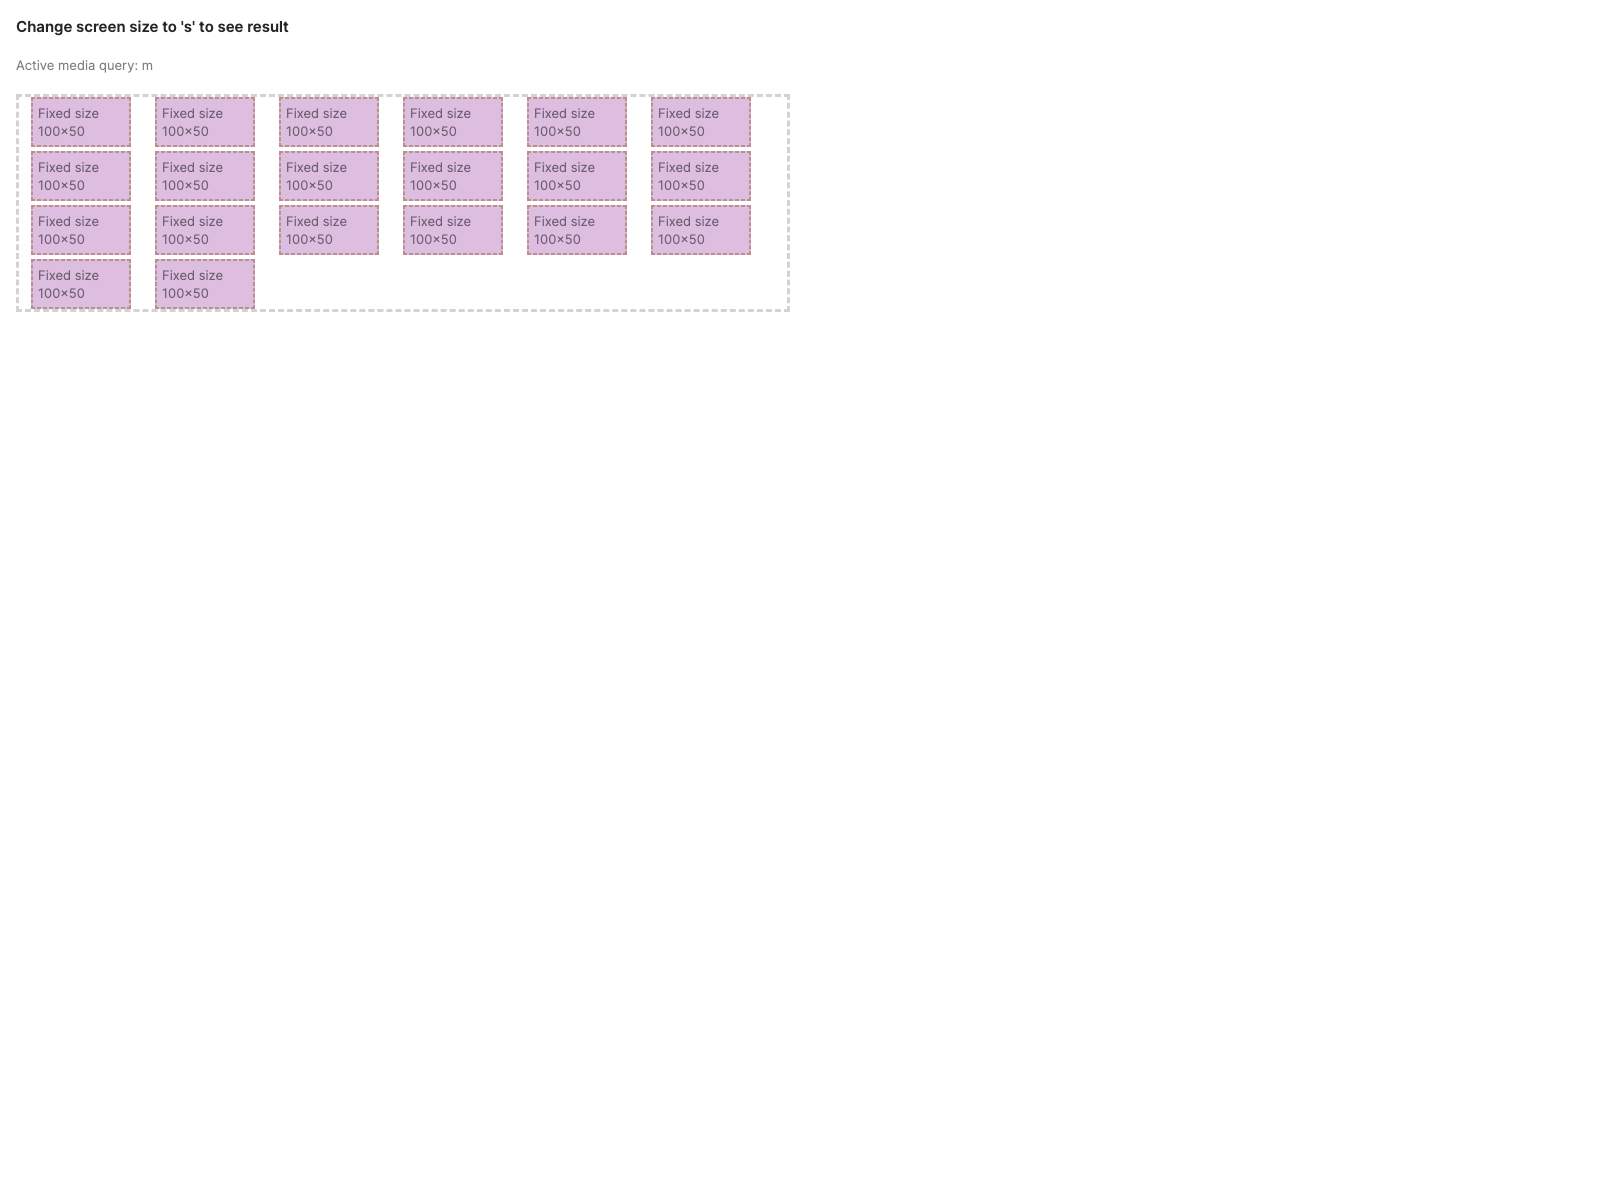 Change screen size to 's' to see result
Active media query: m
Fixed size Fixed size Fixed size Fixed size Fixed size Fixed size
100×50 100×50 100×50 100×50 100×50 100×50
Fixed size Fixed size Fixed size Fixed size Fixed size Fixed size
100×50 100×50 100×50 100×50 100×50 100×50
Fixed size Fixed size Fixed size Fixed size Fixed size Fixed size
100×50 100×50 100×50 100×50 100×50 100×50
Fixed size Fixed size
100×50 100×50